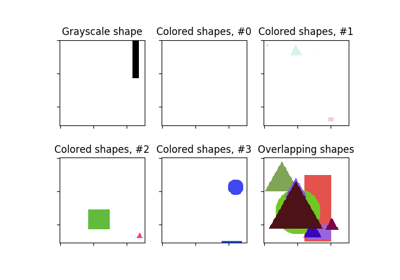 Grayscale shape
Colored shapes, #0
Colored shapes, #1
Colored shapes, #2
Colored shapes, #3
Overlapping shapes